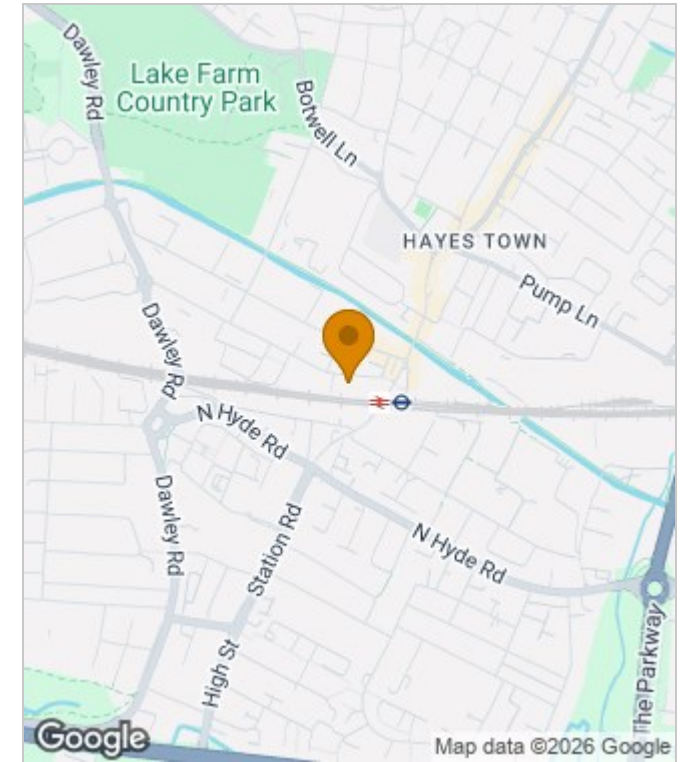 Dawley Rd
Lake Farm
Country Park
Botwell Ln
HAYES TOWN
Pump Ln
Dawley Rd
N Hyde Rd
Dawley Rd
Station Rd
N Hyde Rd
High St
The Parkway
Google
Map data ©2026 Google